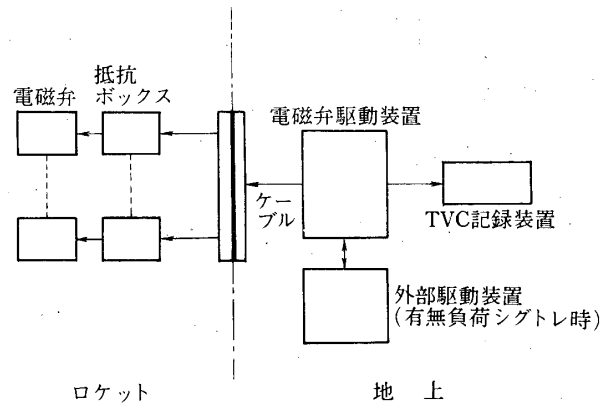 電磁弁
抵抗
ボックス
電磁弁駆動装置
ケー
ブル
TVC記録装置
外部駆動装置
(有無負荷シグトレ時)
ロケット
地上